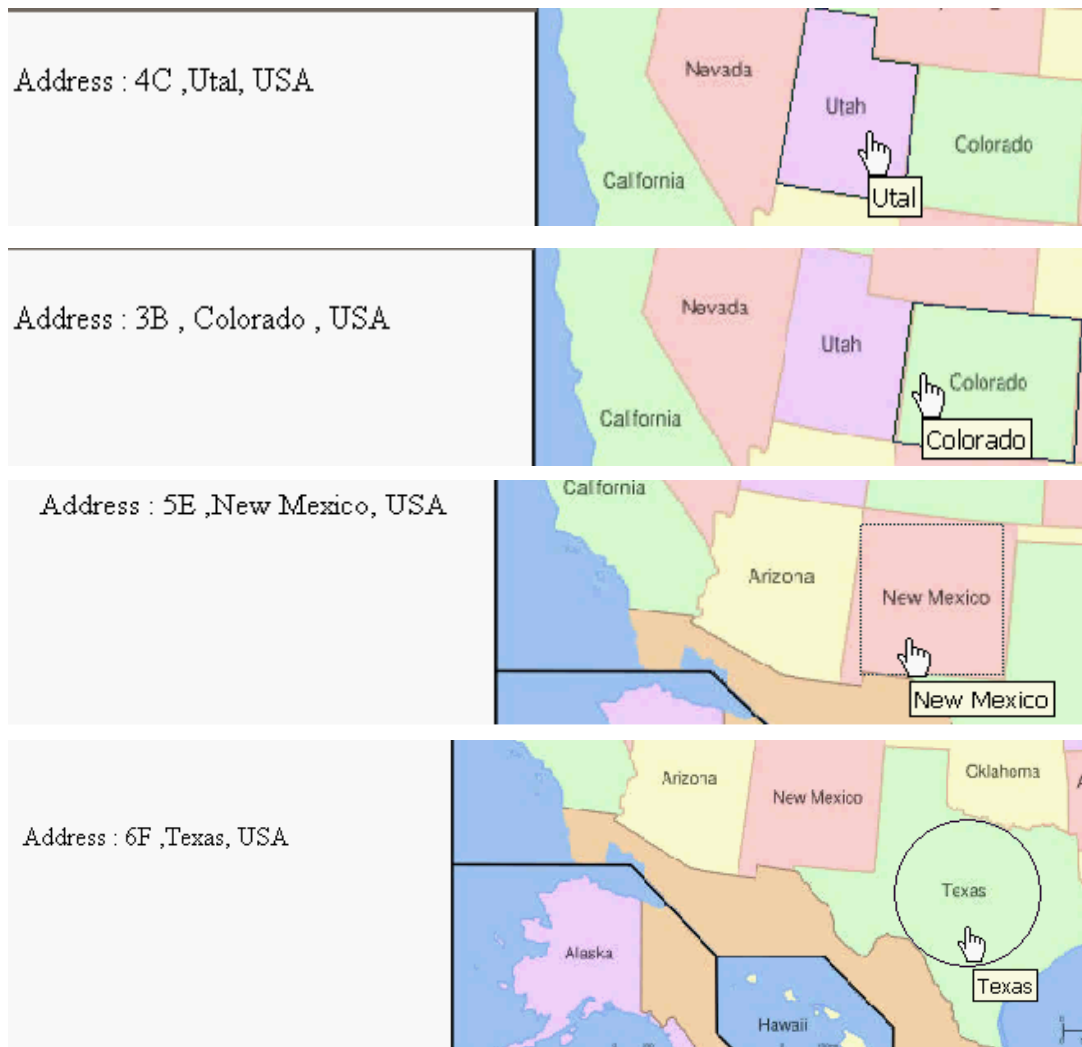 Address : 4C ,Utal, USA
Nevada
Utah
Colorado
California
Utal
Address : 3B , Colorado , USA
Nevada
Utah
Colorado
California
Colorado
Address : 5E ,New Mexico, USA
California
Arizona
New Mexico
New Mexico
Address : 6F ,Texas, USA
Arizona
New Mexico
Oklahoma
Texas
Alaska
Texas
Hawaii